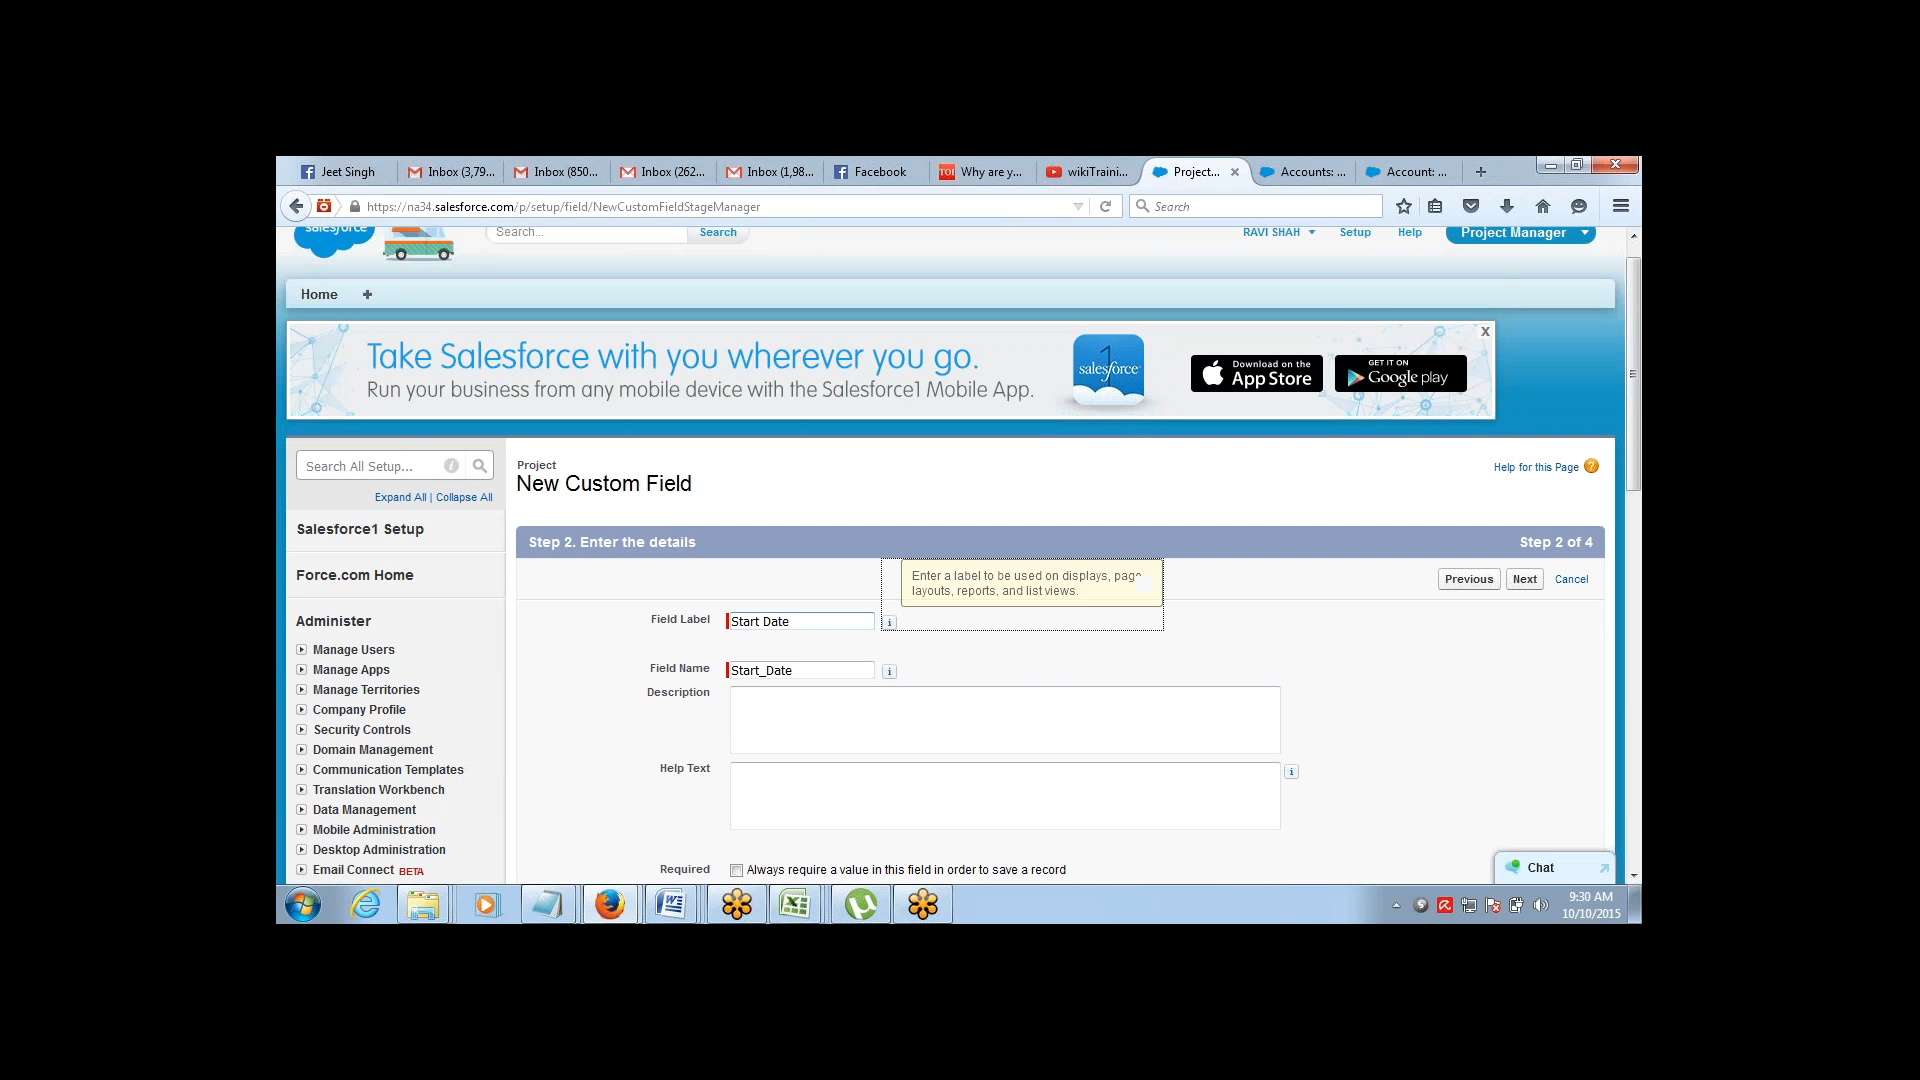 Jeet Singh
Inbox (3,79...
Inbox (850...
Inbox (262...
Inbox (1,98...
Facebook
TOI
Why are y...
wikiTraini...
Project...
Accounts: ...
Account: ...
https://na34.salesforce.com/p/setup/field/NewCustomFieldStageManager
Search
salesforce
Search...
Search
RAVI SHAH
Setup
Help
Project Manager
Home
Take Salesforce with you wherever you go.
Run your business from any mobile device with the Salesforce1 Mobile App.
1
salesforce
Download on the
App Store
GET IT ON
Google play
X
Search All Setup...
Expand All | Collapse All
Salesforce1 Setup
Force.com Home
Administer
Manage Users
Manage Apps
Manage Territories
Company Profile
Security Controls
Domain Management
Communication Templates
Translation Workbench
Data Management
Mobile Administration
Desktop Administration
Email Connect BETA
Project
New Custom Field
Help for this Page ?
Step 2. Enter the details
Step 2 of 4
Enter a label to be used on displays, page
layouts, reports, and list views.
Previous
Next
Cancel
Field Label
Start Date
i
Field Name
Start_Date
i
Description
Help Text
i
Required
Always require a value in this field in order to save a record
Chat
9:30 AM
10/10/2015